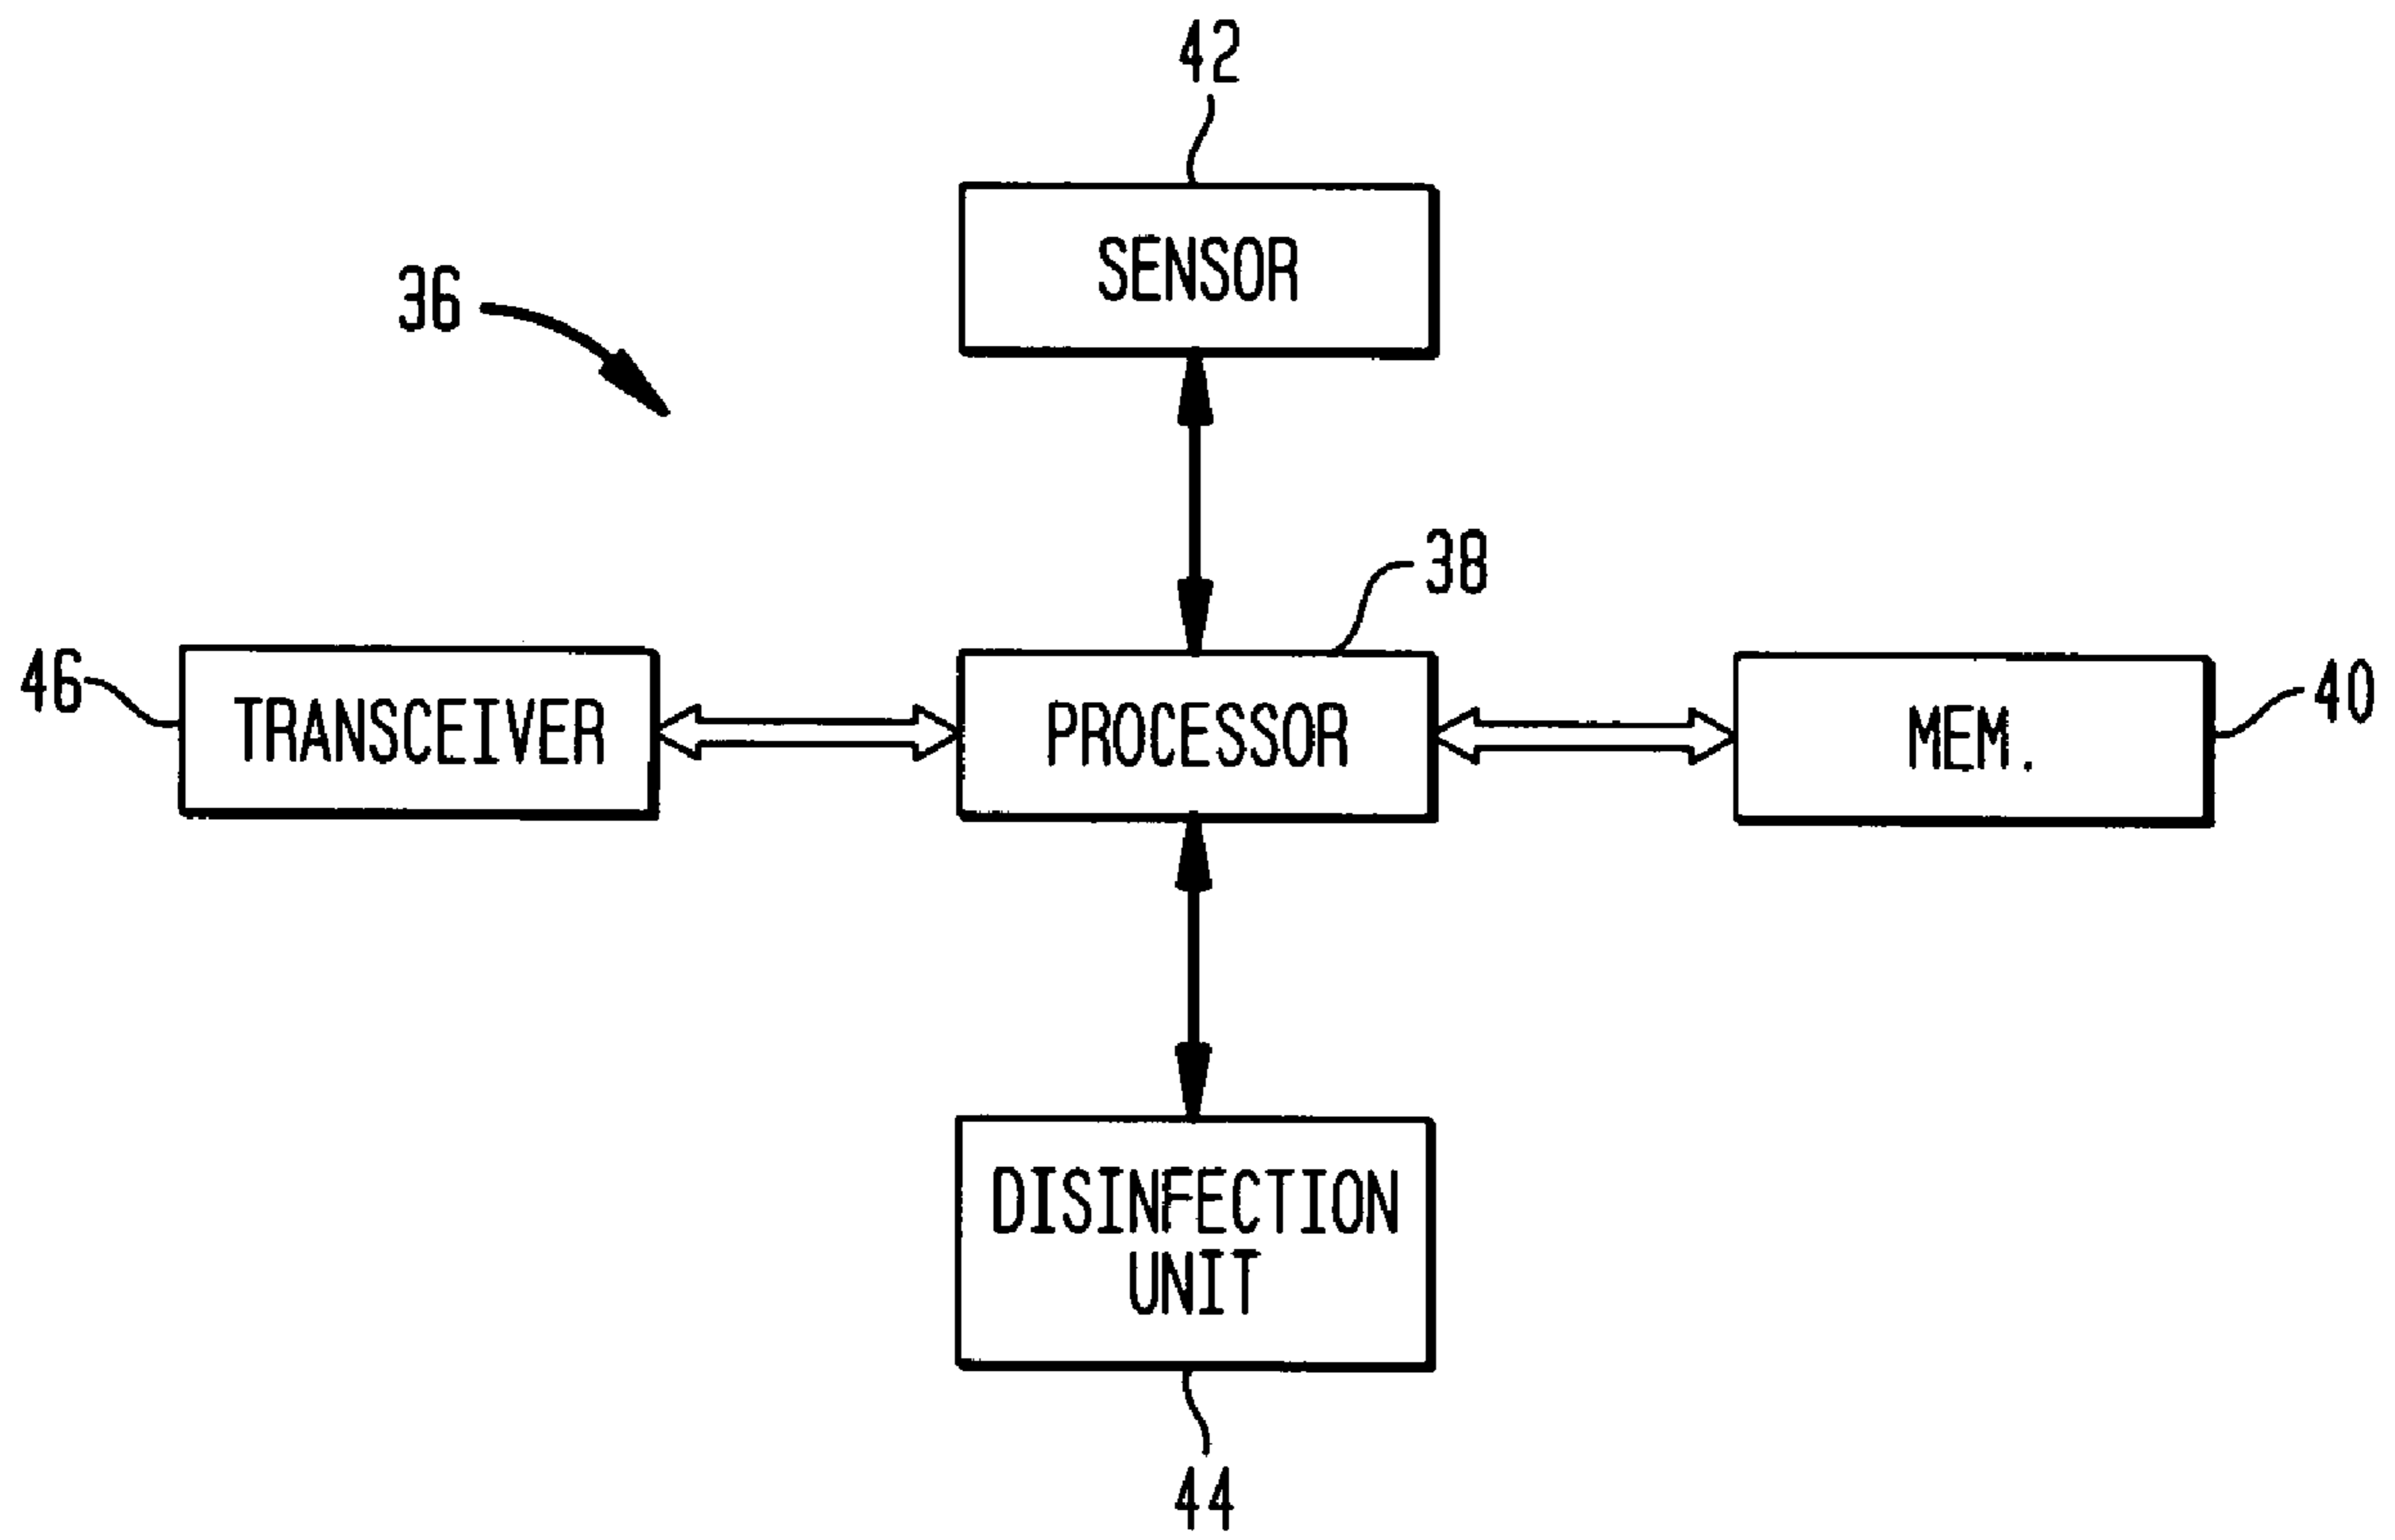 42
SENSOR
36
38
46
TRANSCEIVER
PROCESSOR
MEM.
40
DISINFECTION
UNIT
44